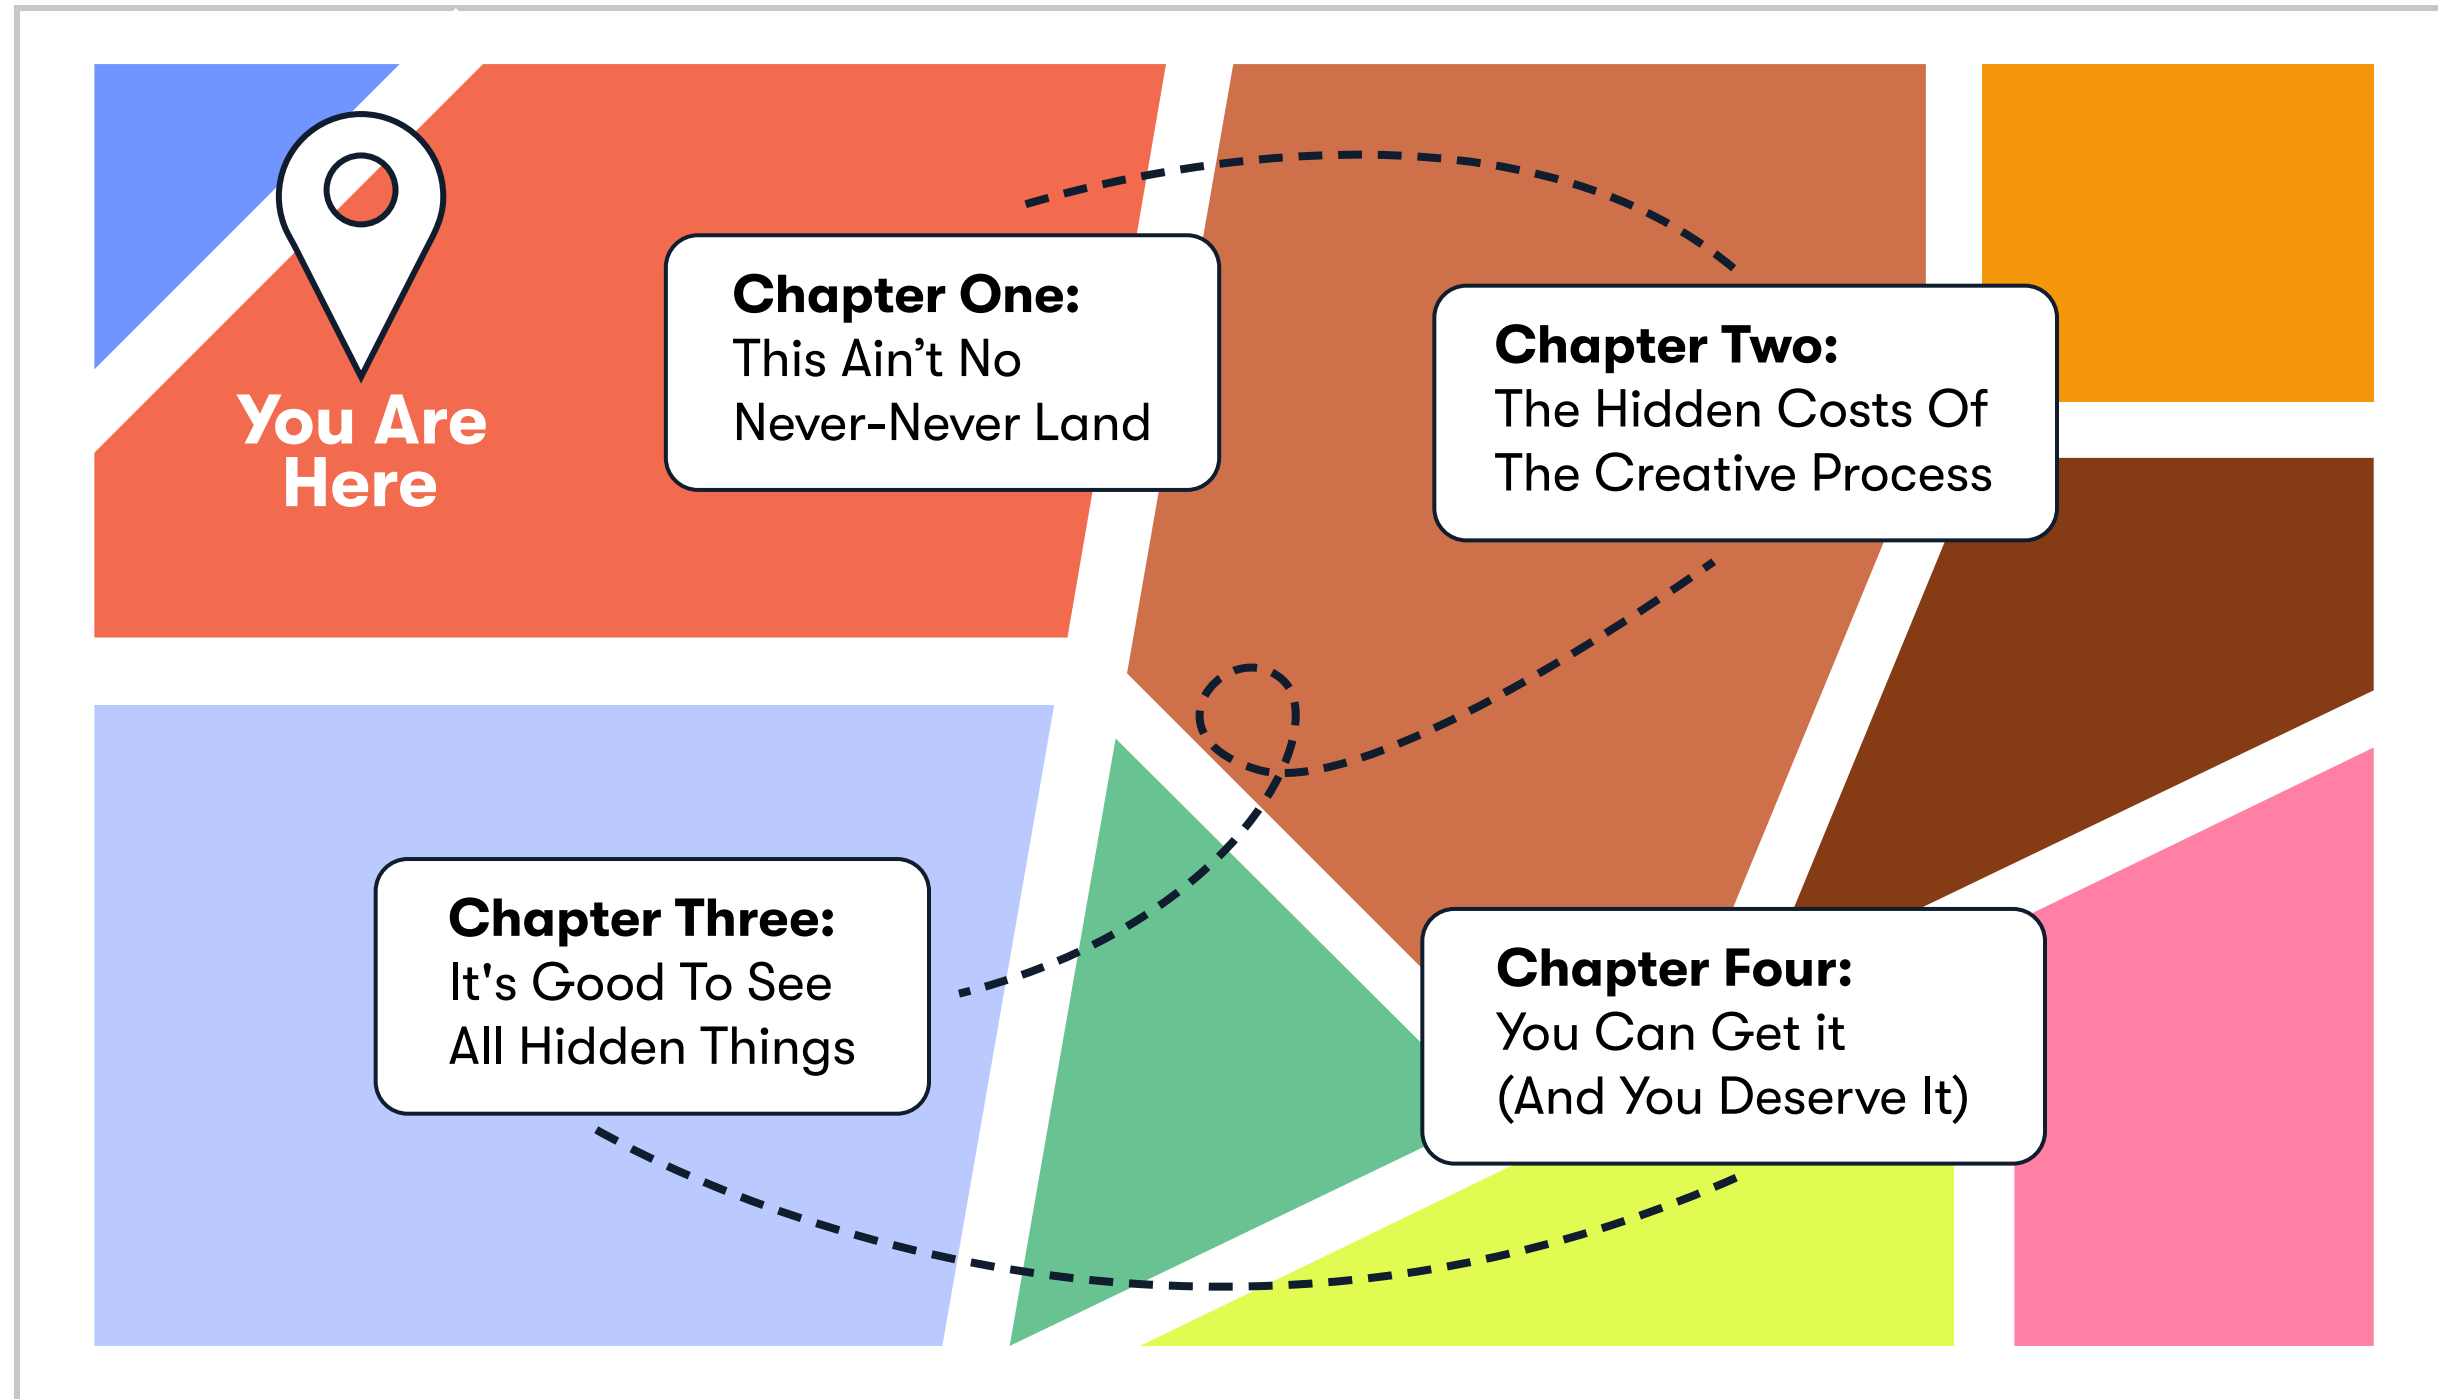 You Are
Here
Chapter One:
This Ain’t No
Never-Never Land
Chapter Two:
The Hidden Costs Of
The Creative Process
Chapter Three:
It's Good To See
All Hidden Things
Chapter Four:
You Can Get it
(And You Deserve It)